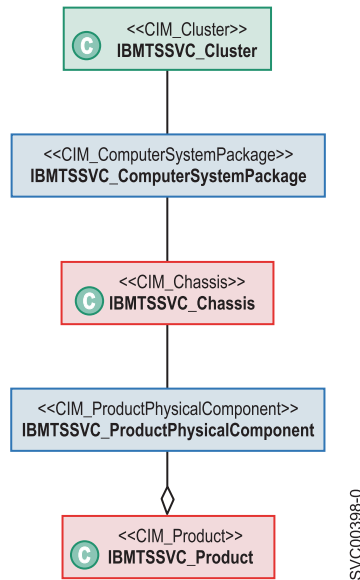 <<CIM_Cluster>>
C
IBMTSSVC_Cluster
<<CIM_ComputerSystemPackage>>
IBMTSSVC_ComputerSystemPackage
<<CIM_Chassis>>
C
IBMTSSVC_Chassis
<<CIM_ProductPhysicalComponent>>
IBMTSSVC_ProductPhysicalComponent
<<CIM_Product>>
C
IBMTSSVC_Product
SVC00398-0